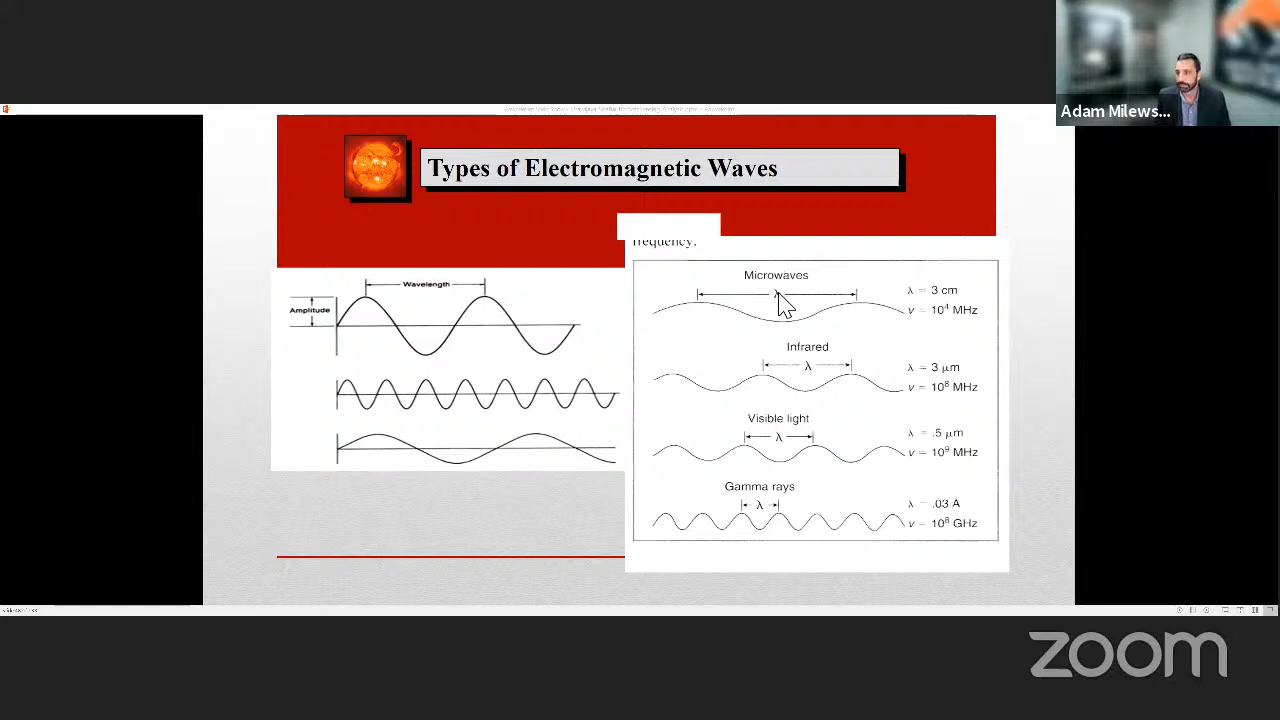 Adam Milews...
Types of Electromagnetic Waves
frequency.
Wavelength
Amplitude
Microwaves
λ
λ = 3 cm
v = 10⁴ MHz
Infrared
λ
λ = 3 μm
v = 10⁸ MHz
Visible light
λ
λ = .5 μm
v = 10⁹ MHz
Gamma rays
λ
λ = .03 A
v = 10⁸ GHz
zoom